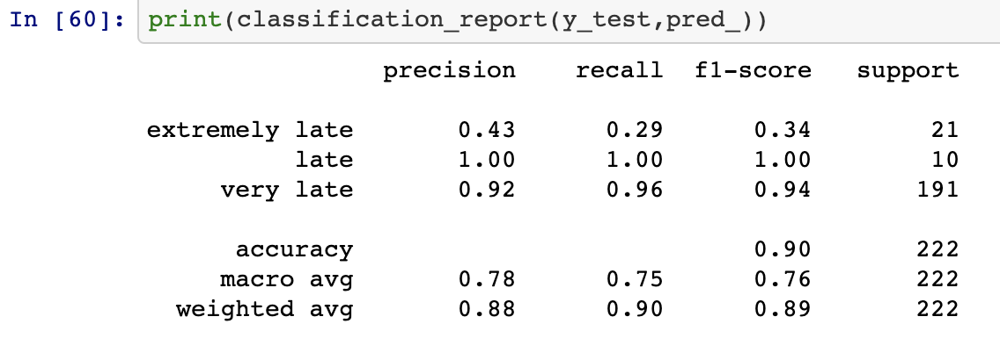 In [60]: print(classification_report(y_test,pred_))
precision recall f1-score support
extremely late 0.43 0.29 0.34 21
late 1.00 1.00 1.00 10
very late 0.92 0.96 0.94 191
accuracy 0.90 222
macro avg 0.78 0.75 0.76 222
weighted avg 0.88 0.90 0.89 222